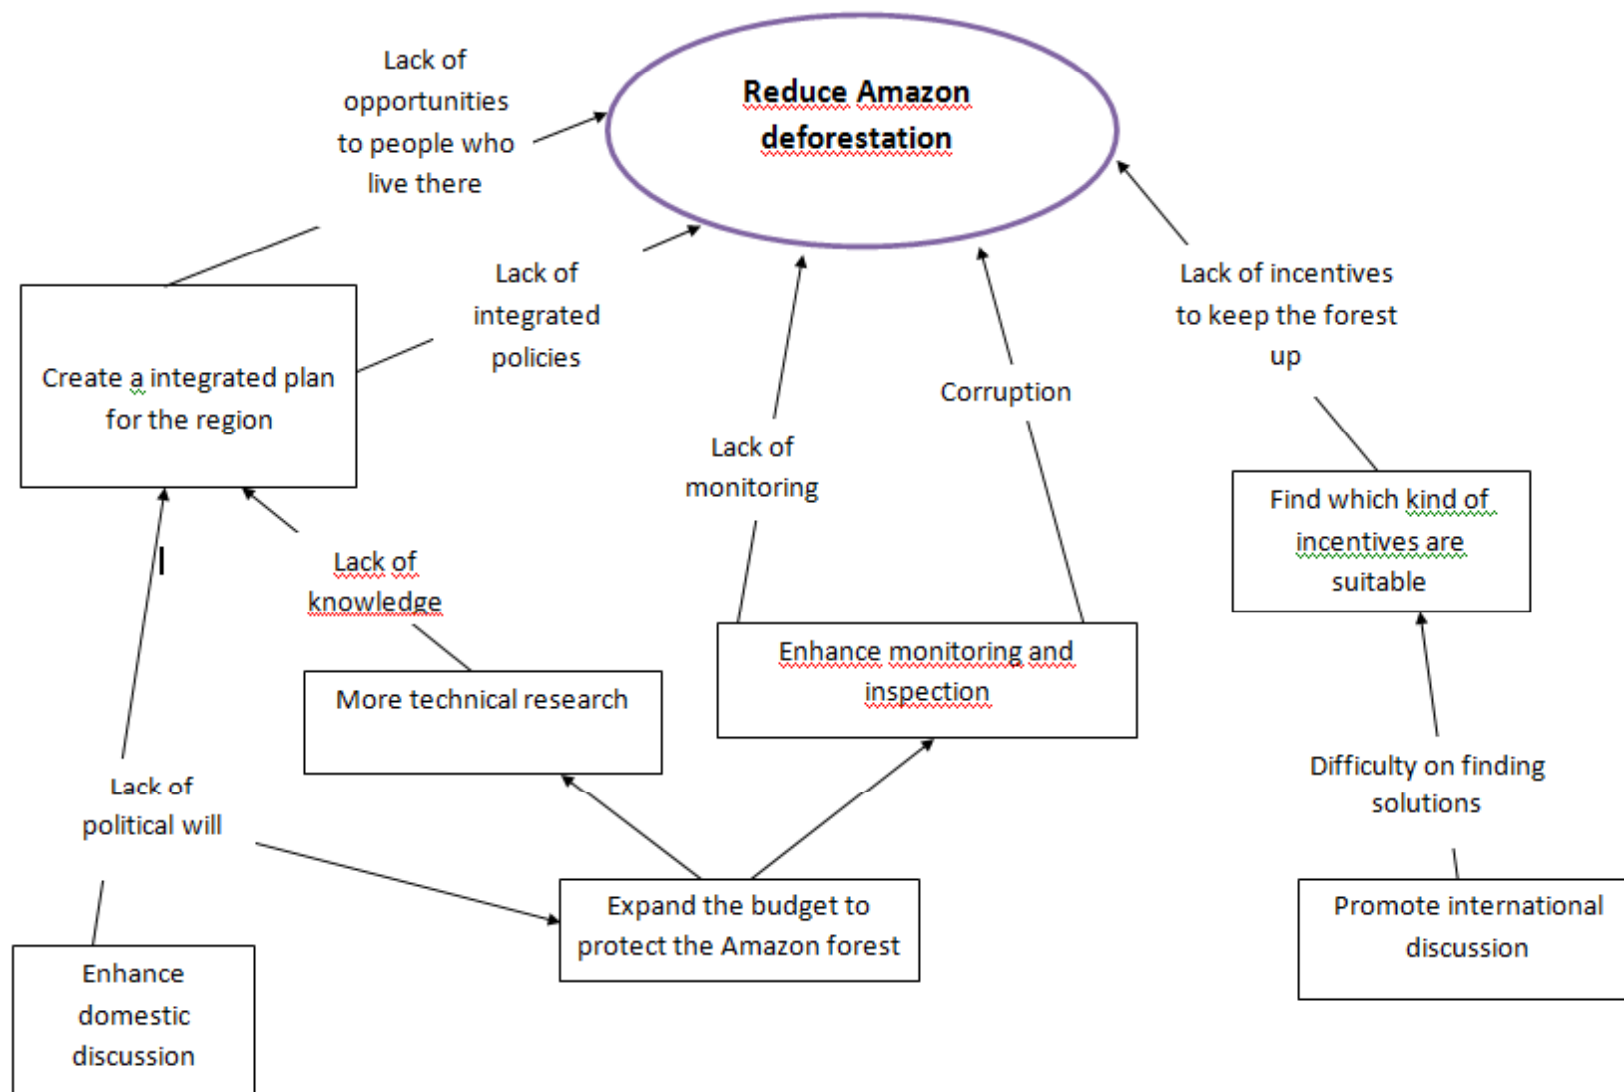 Lack of
opportunities
to people who
live there
Reduce Amazon
deforestation
Lack of
integrated
policies
Lack of incentives
to keep the forest
up
Create a integrated plan
for the region
Corruption
Lack of
monitoring
Find which kind of
incentives are
suitable
Lack of
knowledge
Enhance monitoring and
inspection
More technical research
Lack of
political will
Difficulty on finding
solutions
Expand the budget to
protect the Amazon forest
Promote international
discussion
Enhance
domestic
discussion